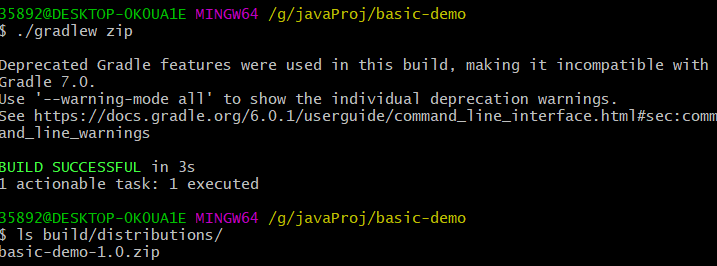 35892@DESKTOP-0K0UA1E MINGW64 /g/javaProj/basic-demo
$ ./gradlew zip
Deprecated Gradle features were used in this build, making it incompatible with
Gradle 7.0.
Use '--warning-mode all' to show the individual deprecation warnings.
See https://docs.gradle.org/6.0.1/userguide/command_line_interface.html#sec:comm
and_line_warnings
BUILD SUCCESSFUL in 3s
1 actionable task: 1 executed
35892@DESKTOP-0K0UA1E MINGW64 /g/javaProj/basic-demo
$ ls build/distributions/
basic-demo-1.0.zip